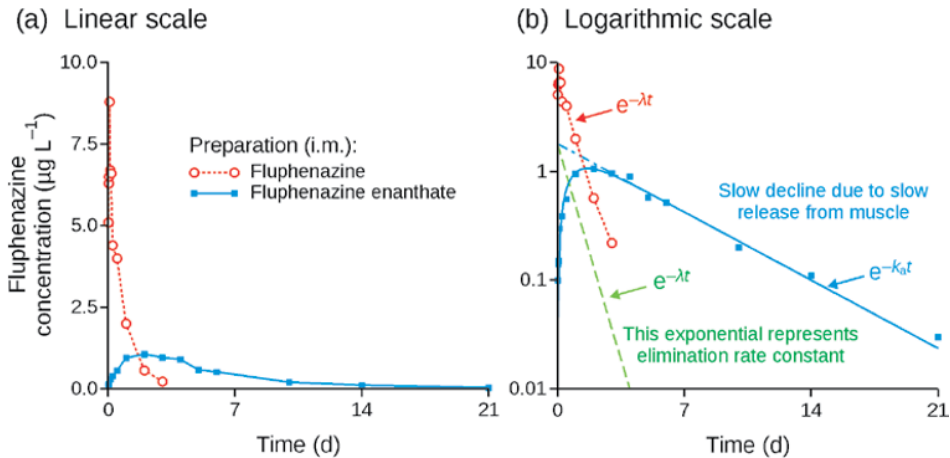 (a) Linear scale
10.0
7.5
5.0
2.5
0.0
Fluphenazine
concentration (µg L⁻¹)
Preparation (i.m.):
Fluphenazine
Fluphenazine enanthate
0
7
14
21
Time (d)
(b) Logarithmic scale
10
1
0.1
0.01
e⁻λᵗ
Slow decline due to slow
release from muscle
e⁻ᵏₐᵗ
e⁻λᵗ
This exponential represents
elimination rate constant
0
7
14
21
Time (d)